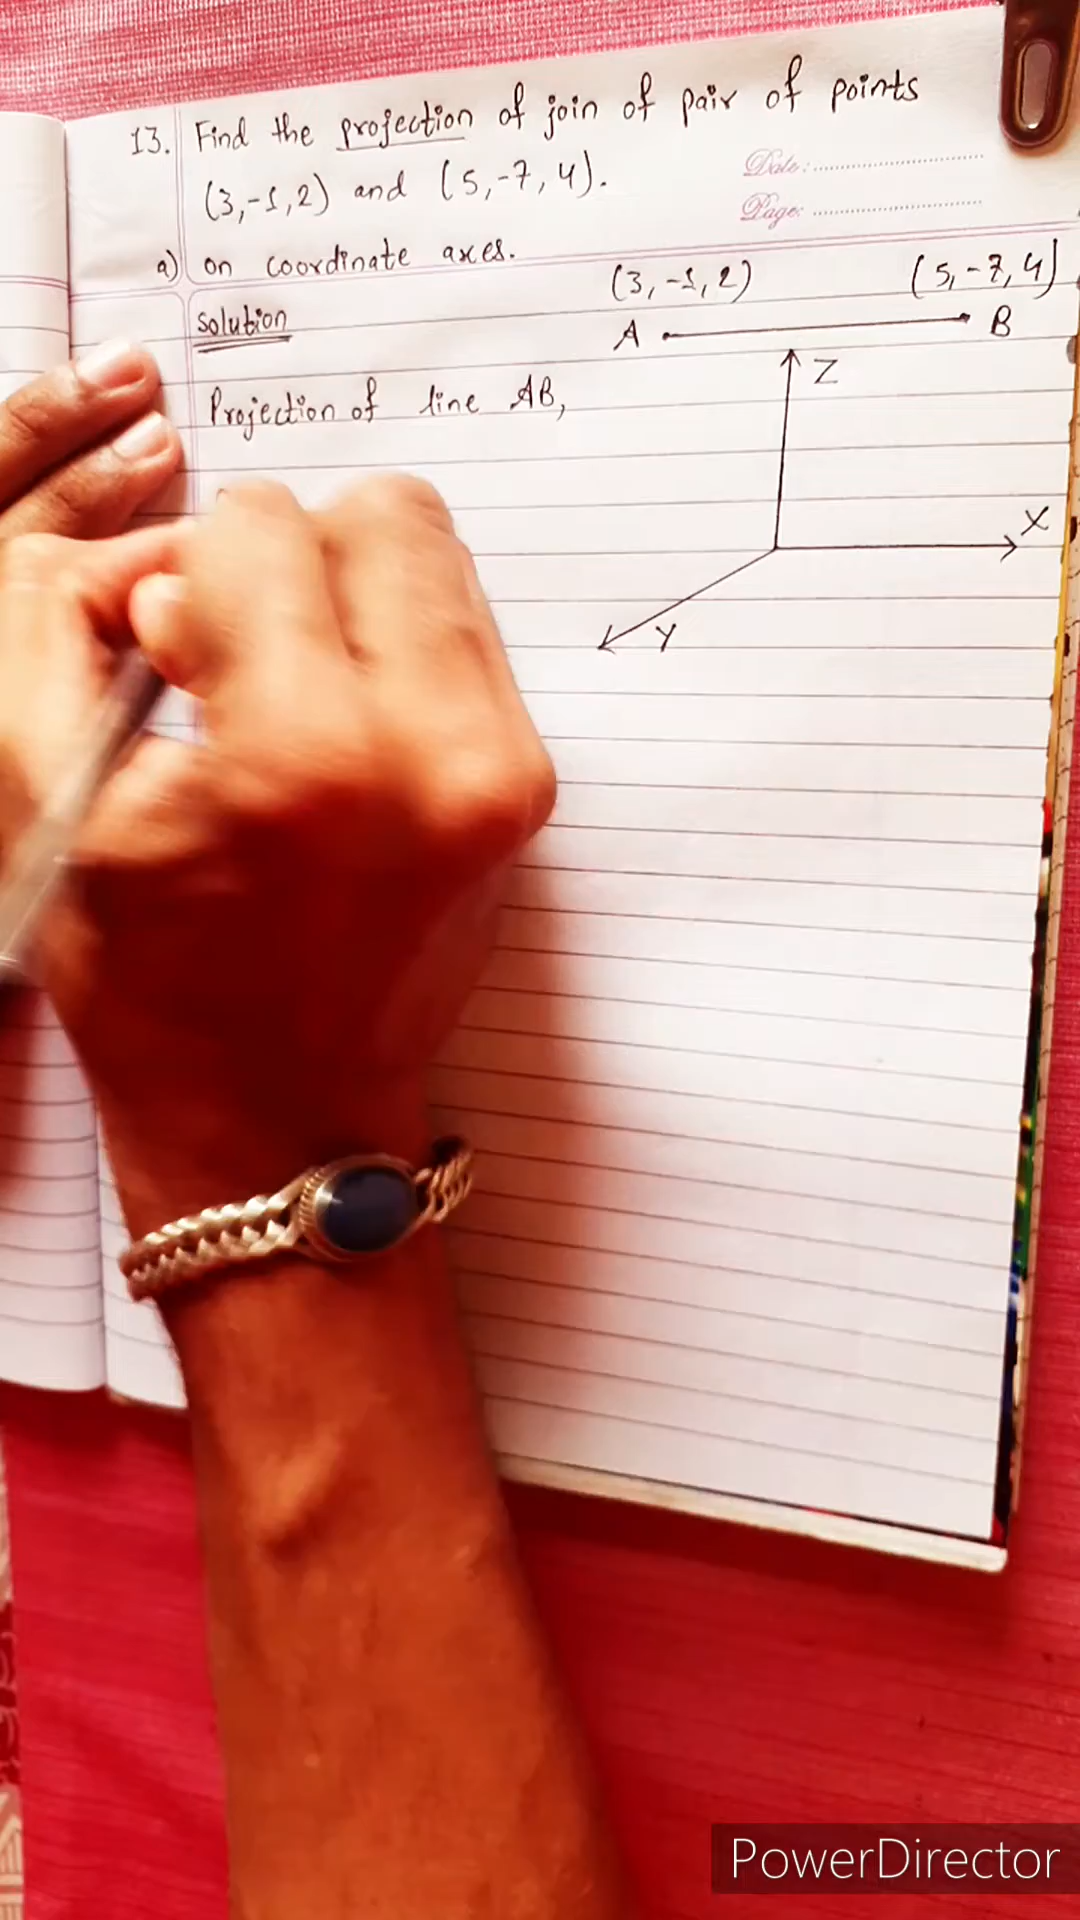 13. Find the projection of join of pair of points
(3,-1,2) and (5,-7,4).
Date:
Page:
a) on coordinate axes.
(3,-1,2) (5,-7,4)
Solution
A B
Z
Projection of line AB,
X
Y
PowerDirector